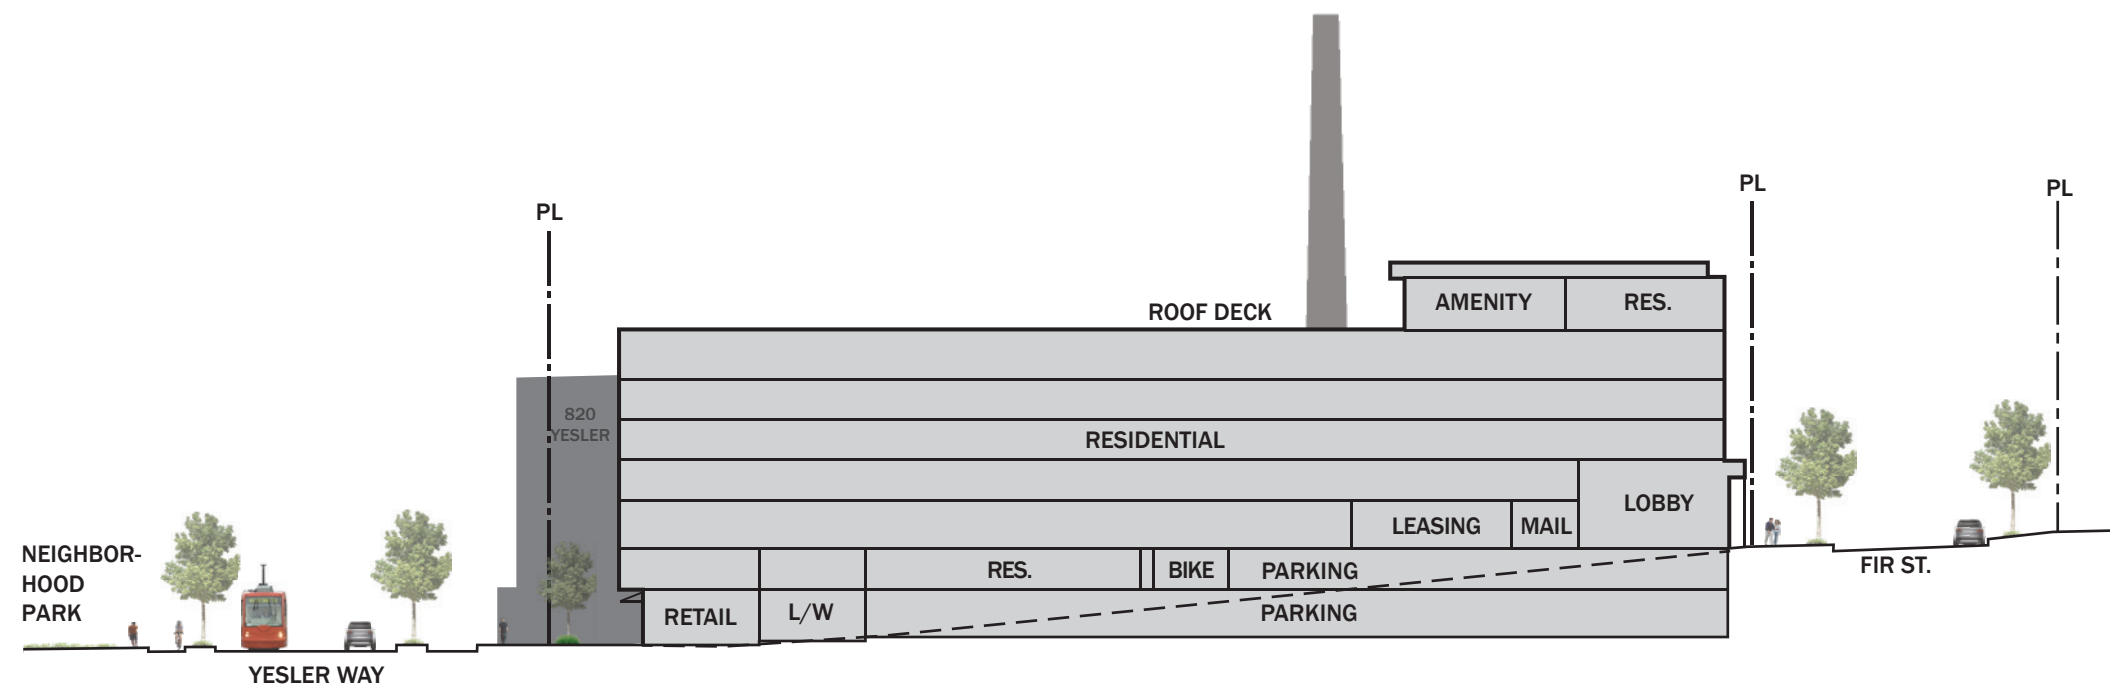 PL
PL
PL
ROOF DECK
AMENITY
RES.
820
YESLER
RESIDENTIAL
LOBBY
LEASING
MAIL
NEIGHBOR-
HOOD
PARK
RES.
BIKE
PARKING
FIR ST.
RETAIL
L/W
PARKING
YESLER WAY